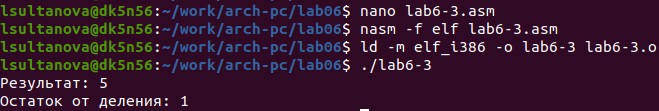 lsultanova@dk5n56:~/work/arch-pc/lab06$ nano lab6-3.asm
lsultanova@dk5n56:~/work/arch-pc/lab06$ nasm -f elf lab6-3.asm
lsultanova@dk5n56:~/work/arch-pc/lab06$ ld -m elf_i386 -o lab6-3 lab6-3.o
lsultanova@dk5n56:~/work/arch-pc/lab06$ ./lab6-3
Результат: 5
Остаток от деления: 1